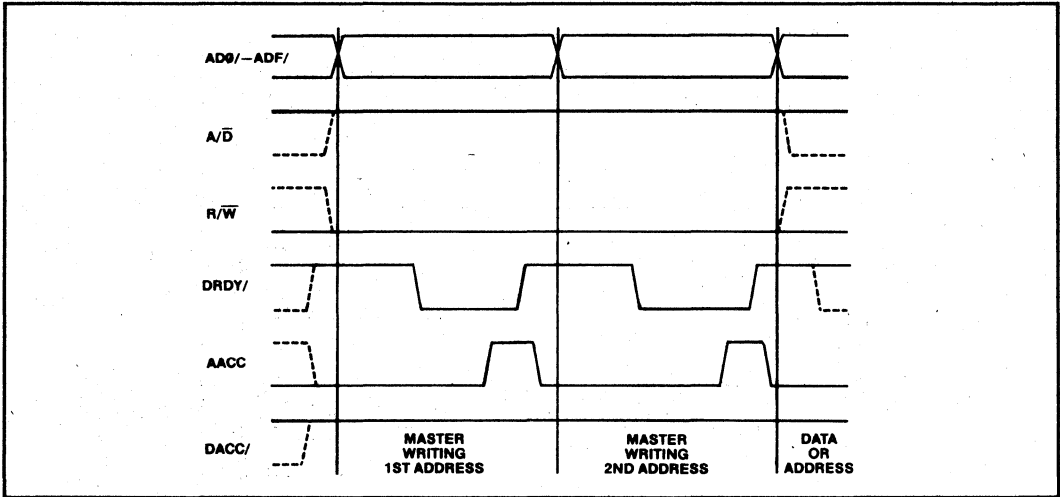 AD0/—ADF/
A/D̅
R/W̅
DRDY/
AACC
DACC/
MASTER
WRITING
1ST ADDRESS
MASTER
WRITING
2ND ADDRESS
DATA
OR
ADDRESS